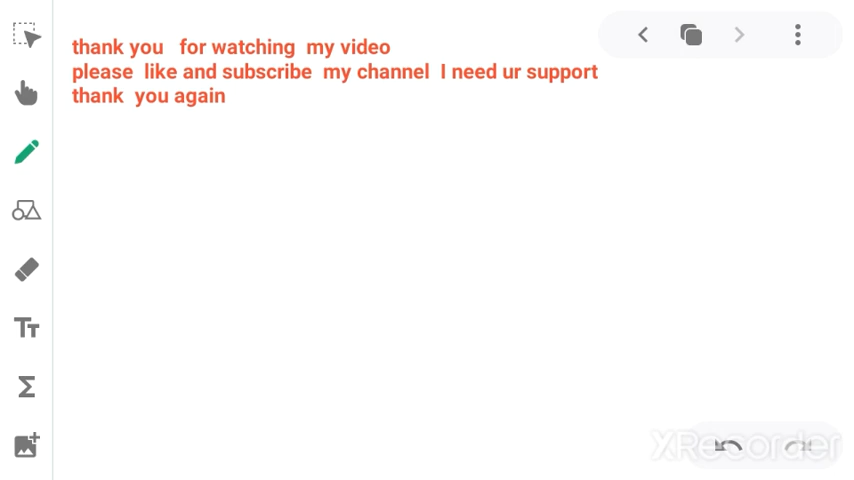 thank you for watching my video
please like and subscribe my channel I need ur support
thank you again
XRecorder